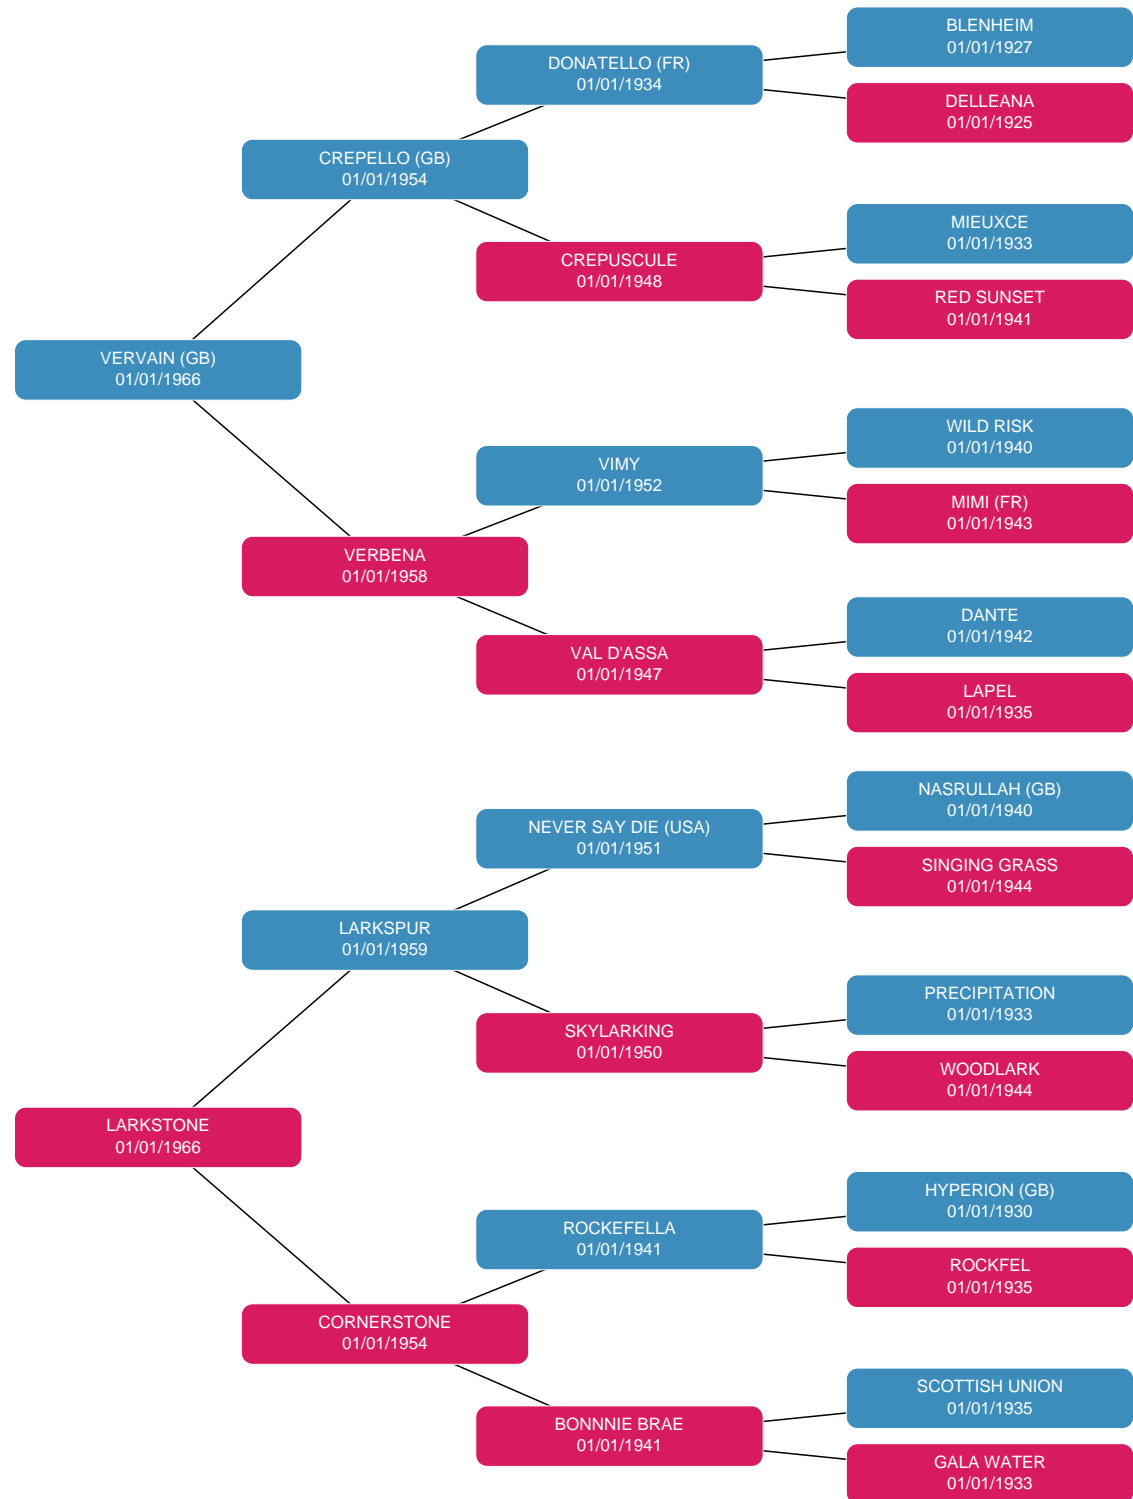 BLENHEIM
01/01/1927
DONATELLO (FR)
01/01/1934
DELLEANA
01/01/1925
CREPELLO (GB)
01/01/1954
MIEUXCE
01/01/1933
CREPUSCULE
01/01/1948
RED SUNSET
01/01/1941
VERVAIN (GB)
01/01/1966
WILD RISK
01/01/1940
VIMY
01/01/1952
MIMI (FR)
01/01/1943
VERBENA
01/01/1958
DANTE
01/01/1942
VAL D'ASSA
01/01/1947
LAPEL
01/01/1935
NASRULLAH (GB)
01/01/1940
NEVER SAY DIE (USA)
01/01/1951
SINGING GRASS
01/01/1944
LARKSPUR
01/01/1959
PRECIPITATION
01/01/1933
SKYLARKING
01/01/1950
WOODLARK
01/01/1944
LARKSTONE
01/01/1966
HYPERION (GB)
01/01/1930
ROCKEFELLA
01/01/1941
ROCKFEL
01/01/1935
CORNERSTONE
01/01/1954
SCOTTISH UNION
01/01/1935
BONNNIE BRAE
01/01/1941
GALA WATER
01/01/1933